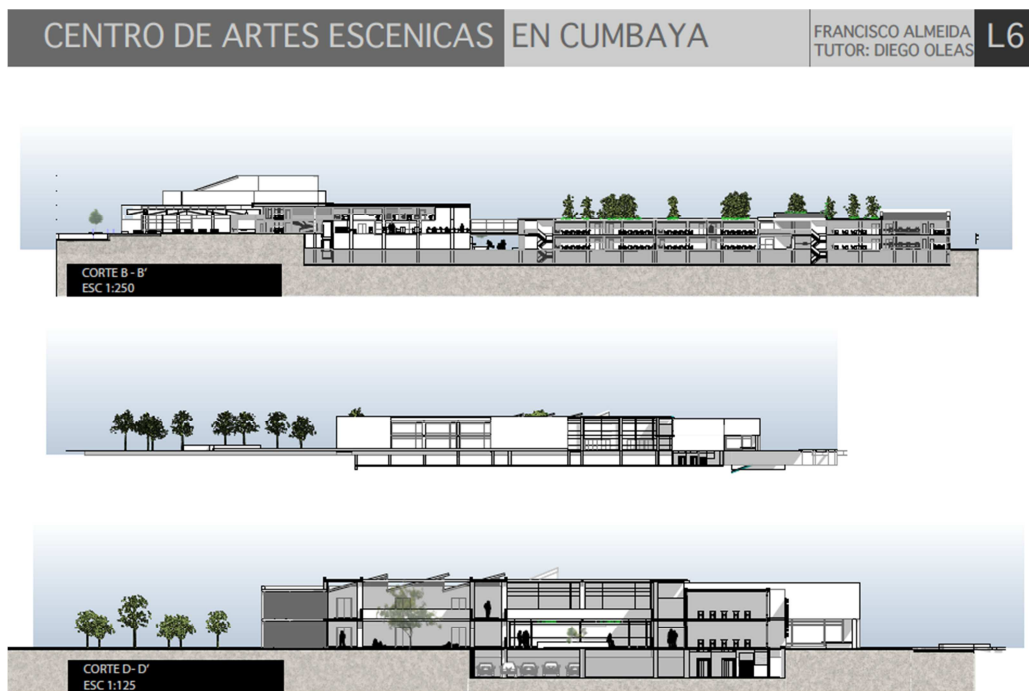 CENTRO DE ARTES ESCENICAS EN CUMBAYA
FRANCISCO ALMEIDA
TUTOR: DIEGO OLEAS
L6
CORTE B - B'
ESC 1:250
CORTE D- D'
ESC 1:125